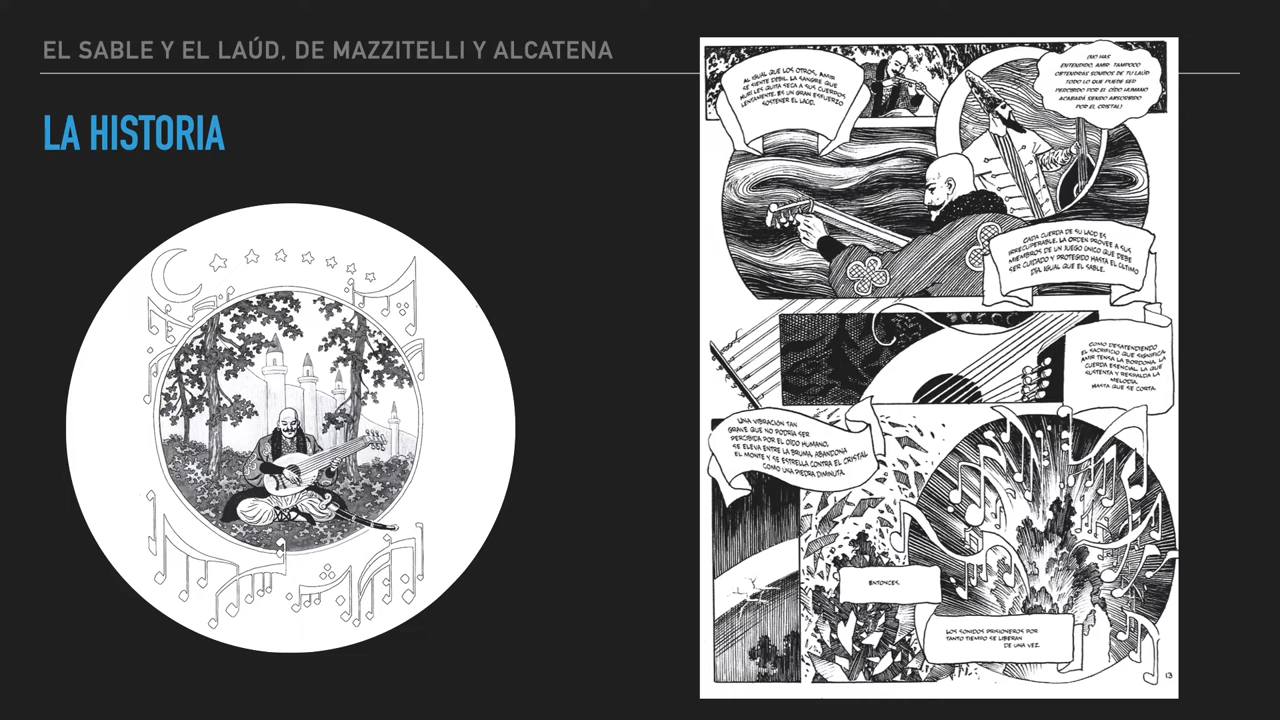 EL SABLE Y EL LAÚD, DE MAZZITELLI Y ALCATENA
LA HISTORIA
AL IGUAL QUE LOS OTROS, AMIR
SE SIENTE DÉBIL. LA SANGRE QUE
LES QUITA SECA A SUS CUERPOS
LENTAMENTE. ES UN GRAN ESFUERZO
SOSTENER EL LAÚD.
(NO HAS
ENTENDIDO, AMIR. TAMPOCO
OBTENDRÁS SONIDOS DE TU LAÚD
TODO LO QUE PUEDE SER
PERCIBIDO POR EL OÍDO HUMANO
ACABARÁ SIENDO ABSORBIDO
POR EL CRISTAL)
CADA CUERDA DE SU LAÚD ES
IRRECUPERABLE. LA ORDEN PROVEE A SUS
MIEMBROS DE UN JUEGO ÚNICO QUE DEBE
SER CUIDADO Y PROTEGIDO HASTA EL ÚLTIMO
DÍA, IGUAL QUE EL SABLE.
COMO DESATENDIENDO
EL SACRIFICIO QUE SIGNIFICA,
AMIR TENSA LA BORDONA, LA
CUERDA ESENCIAL, LA QUE
SUSTENTA Y RESPALDA LA
MELODÍA.
HASTA QUE SE CORTA.
UNA VIBRACIÓN TAN
GRAVE QUE NO PODRÍA SER
PERCIBIDA POR EL OÍDO HUMANO,
SE ELEVA ENTRE LA BRUMA, ABANDONA
EL MONTE Y SE ESTRELLA CONTRA EL CRISTAL
COMO UNA PIEDRA DIMINUTA.
ENTONCES,
LOS SONIDOS PRISIONEROS POR
TANTO TIEMPO SE LIBERAN
DE UNA VEZ.
13